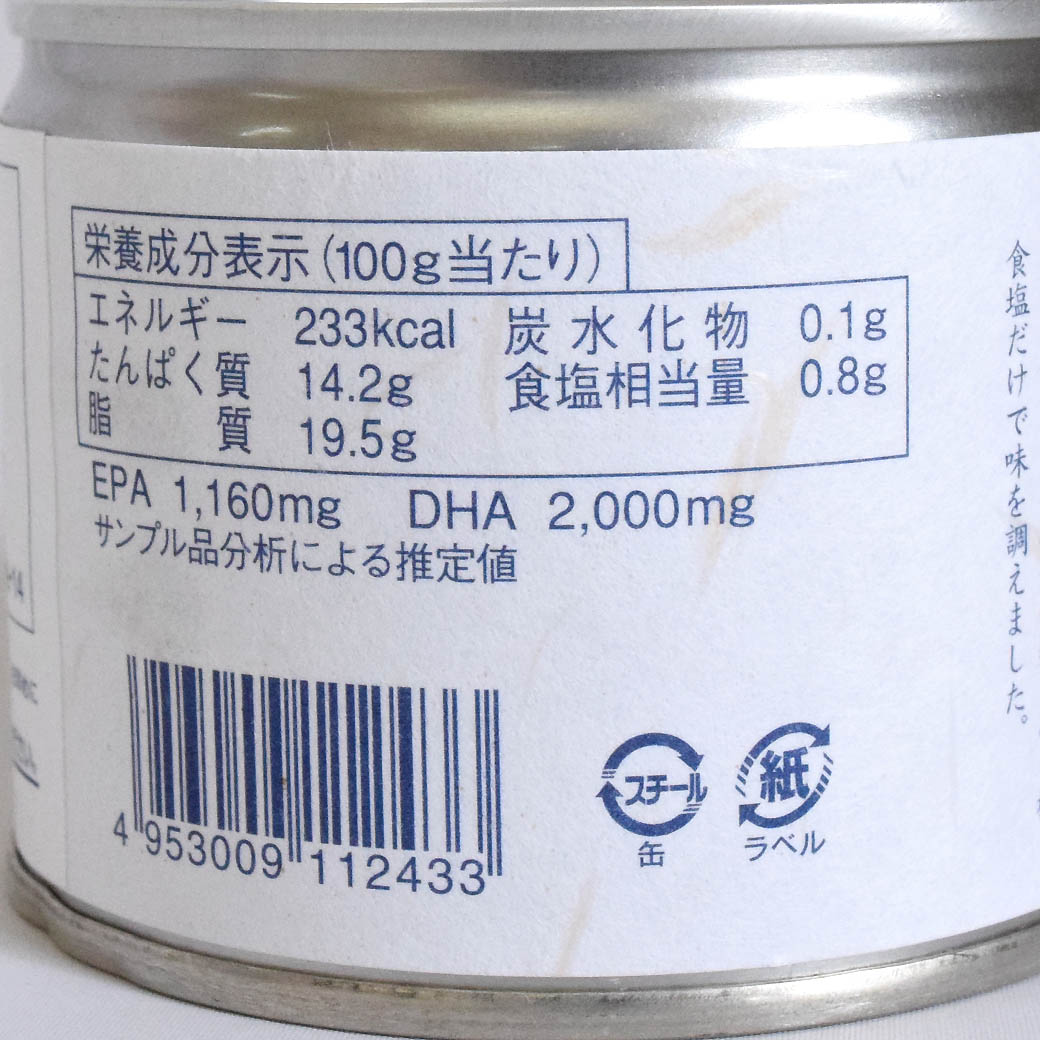 栄養成分表示(100g当たり)
エネルギー 233kcal 炭水化物 0.1g
たんぱく質 14.2g 食塩相当量 0.8g
脂質 19.5g
EPA 1,160mg DHA 2,000mg
サンプル品分析による推定値
4 953009 112433
スチール
缶
紙
ラベル
食塩だけで味を調えました。